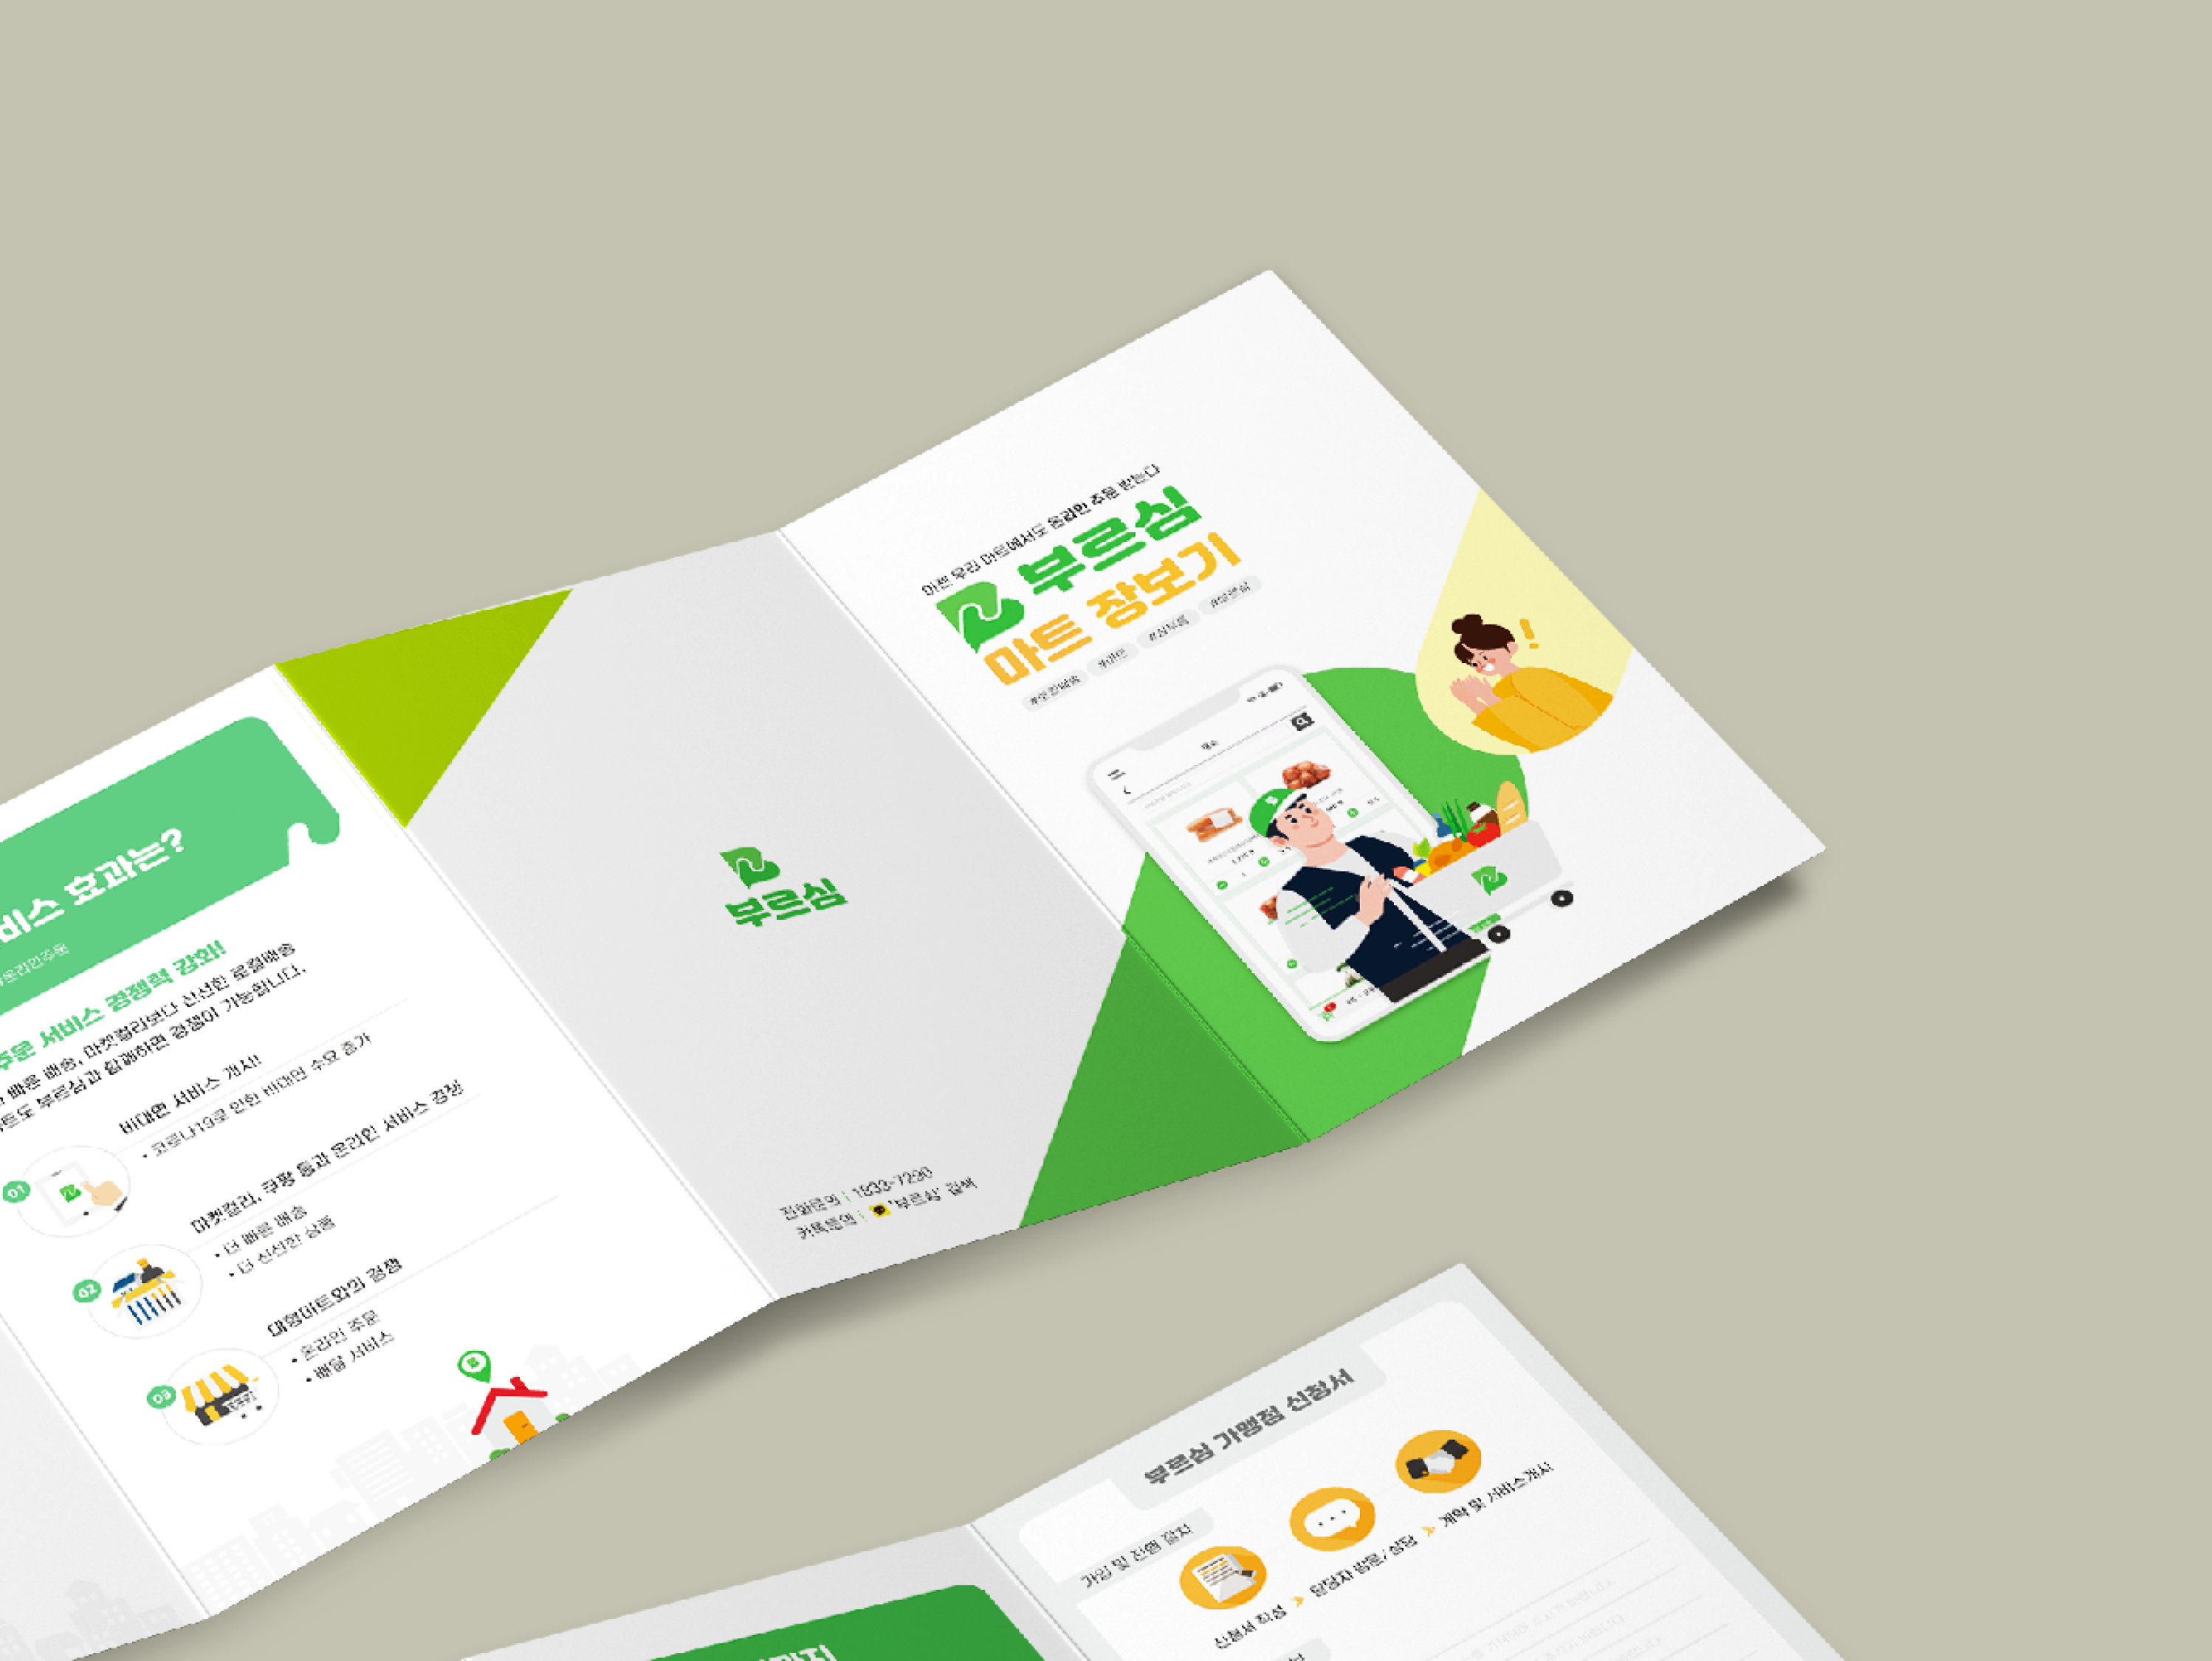 이젠 우리 마트에서도 온라인 주문 받는다
부르심
마트 장보기
#마트 #심부름 #부르심
부르심
전화문의 | 1833-7290
카톡문의 | '부르심' 검색
비스 효과는?
온라인주문
주문 서비스 경쟁력 강화!!
빠른 배송, 마켓컬리보다 신선한 로컬배송
마트도 부르심과 함께하면 경쟁이 가능합니다.
01
비대면 서비스 개시!!
• 코로나19로 인한 비대면 수요 증가
02
마켓컬리, 쿠팡 등과 온라인 서비스 경쟁
• 더 빠른 배송
• 더 신선한 상품
03
대형마트와의 경쟁
• 온라인 주문
• 배달 서비스
부르심 가맹점 신청서
가입 및 진행 절차
신청서 작성 > 담당자 방문 / 상담 > 계약 및 서비스개시